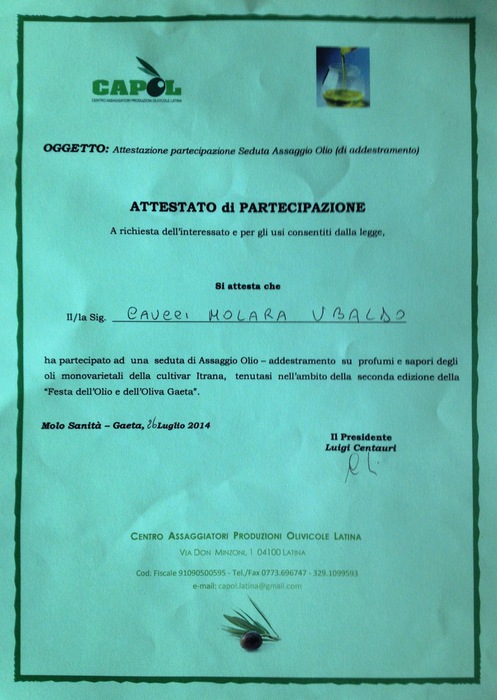 CAPOL
CENTRO ASSAGGIATORI PRODUZIONI OLIVICOLE LATINA
OGGETTO: Attestazione partecipazione Seduta Assaggio Olio (di addestramento)
ATTESTATO di PARTECIPAZIONE
A richiesta dell'interessato e per gli usi consentiti dalla legge,
Si attesta che
Il/la Sig. MOLARA UBALDO
ha partecipato ad una seduta di Assaggio Olio – addestramento su profumi e sapori degli
oli monovarietali della cultivar Itrana, tenutasi nell'ambito della seconda edizione della
"Festa dell'Olio e dell'Oliva Gaeta".
Molo Sanità – Gaeta, 26 Luglio 2014
Il Presidente
Luigi Centauri
CENTRO ASSAGGIATORI PRODUZIONI OLIVICOLE LATINA
VIA DON MINZONI, 1 04100 LATINA
Cod. Fiscale 91090500595 - Tel./Fax 0773.696747 - 329.1099593
e-mail: capol.latina@gmail.com